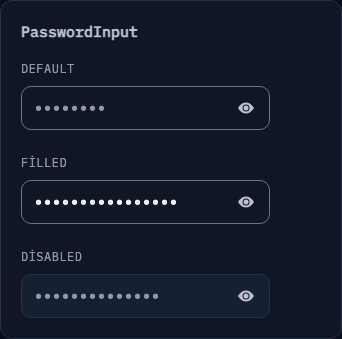 PasswordInput
DEFAULT
••••••••
FİLLED
••••••••••••••••
DİSABLED
••••••••••••••